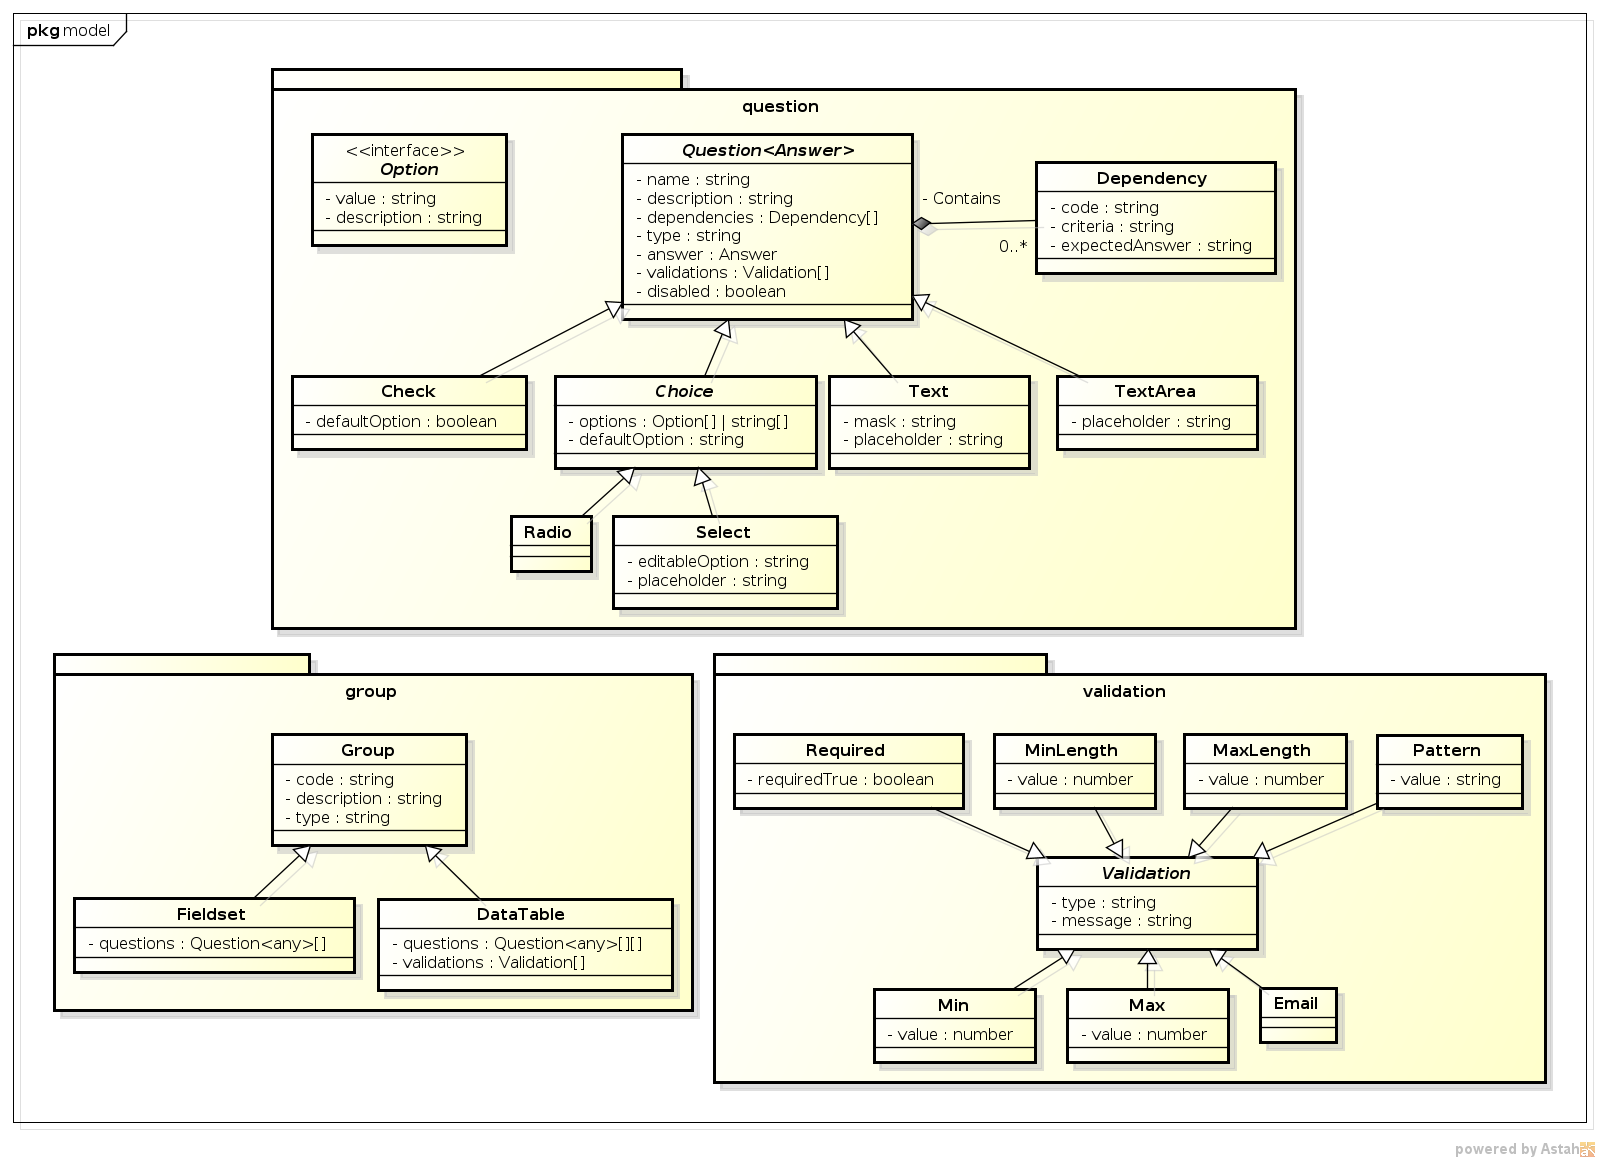 pkg model
question
<<interface>>
Option
- value : string
- description : string
Question<Answer>
- name : string
- description : string
- dependencies : Dependency[]
- type : string
- answer : Answer
- validations : Validation[]
- disabled : boolean
- Contains
0..*
Dependency
- code : string
- criteria : string
- expectedAnswer : string
Check
- defaultOption : boolean
Choice
- options : Option[] | string[]
- defaultOption : string
Text
- mask : string
- placeholder : string
TextArea
- placeholder : string
Radio
Select
- editableOption : string
- placeholder : string
group
Group
- code : string
- description : string
- type : string
Fieldset
- questions : Question<any>[]
DataTable
- questions : Question<any>[][]
- validations : Validation[]
validation
Required
- requiredTrue : boolean
MinLength
- value : number
MaxLength
- value : number
Pattern
- value : string
Validation
- type : string
- message : string
Min
- value : number
Max
- value : number
Email
powered by Astah